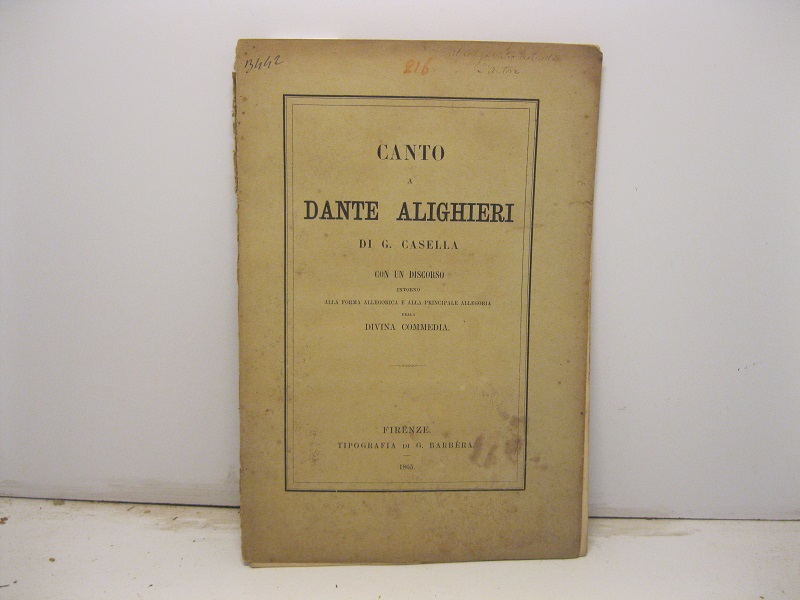 B442
216
CANTO
A
DANTE ALIGHIERI
DI G. CASELLA
CON UN DISCORSO
INTORNO
ALLA FORMA ALLEGORICA E ALLA PRINCIPALE ALLEGORIA
DELLA
DIVINA COMMEDIA.
FIRENZE,
TIPOGRAFIA DI G. BARBÈRA.
1865.